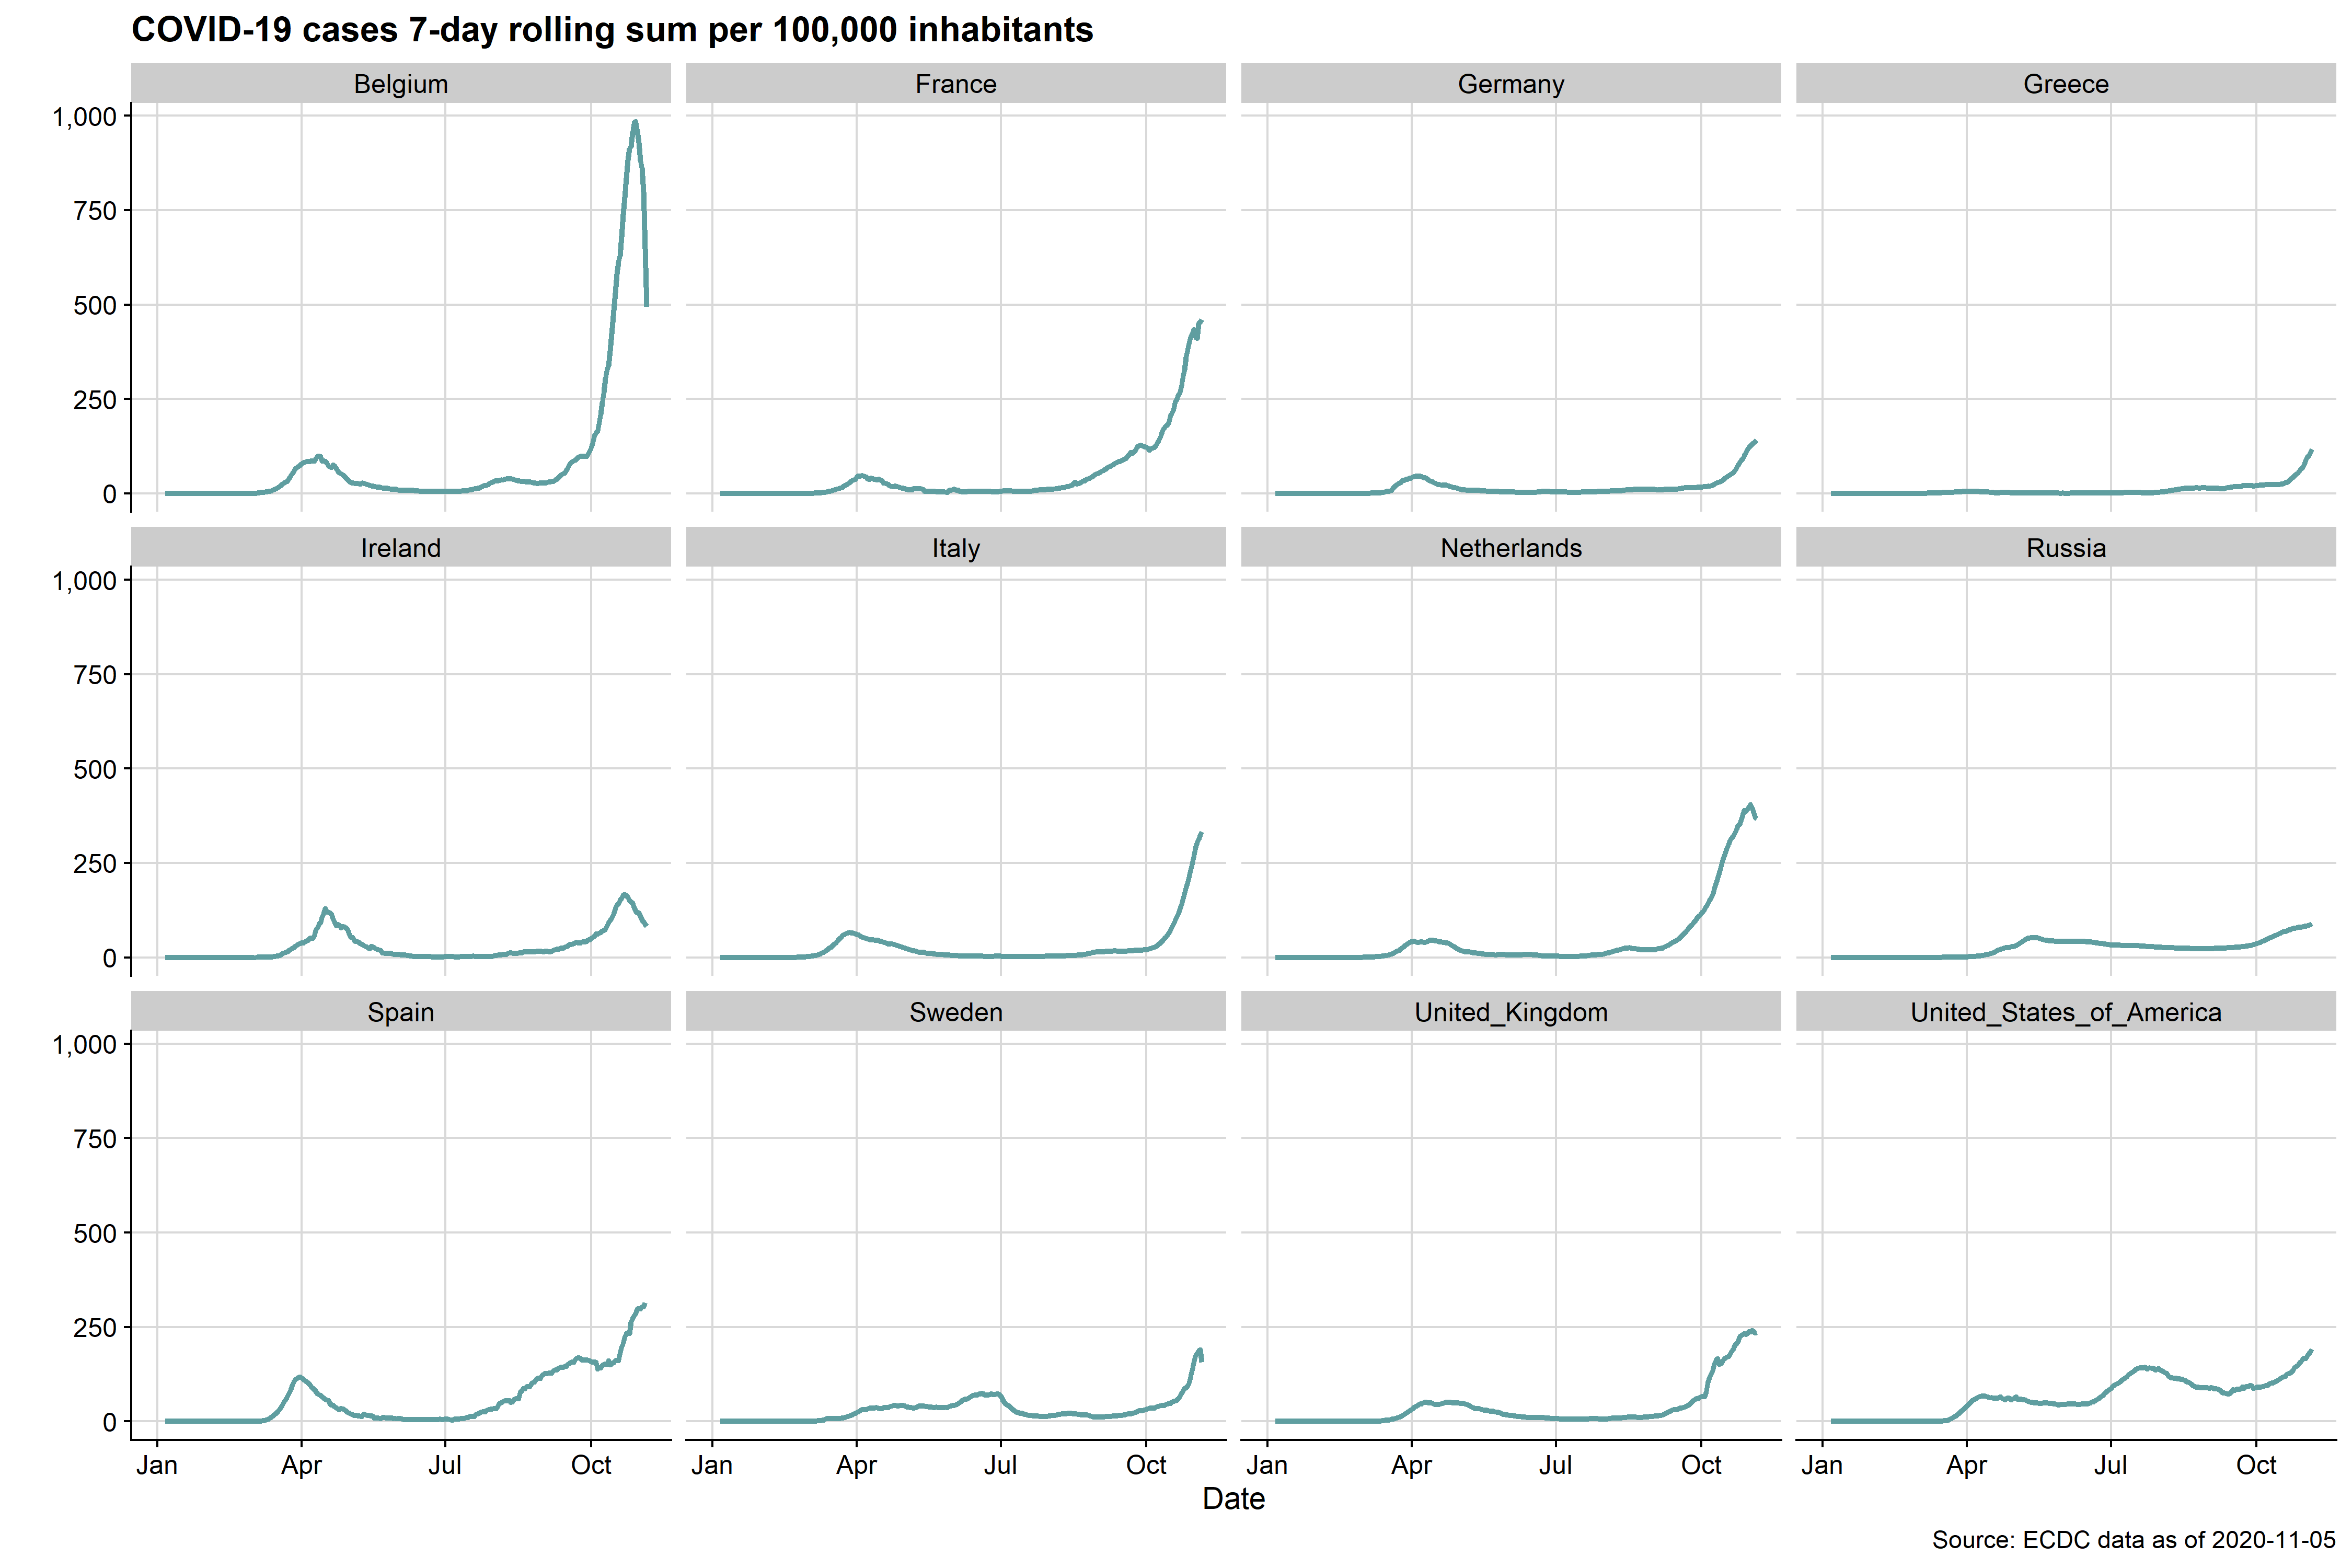 COVID-19 cases 7-day rolling sum per 100,000 inhabitants
Belgium France Germany Greece
1,000
750
500
250
0
Ireland Italy Netherlands Russia
1,000
750
500
250
0
Spain Sweden United_Kingdom United_States_of_America
1,000
750
500
250
0
Jan Apr Jul Oct Jan Apr Jul Oct Jan Apr Jul Oct Jan Apr Jul Oct
Date
Source: ECDC data as of 2020-11-05